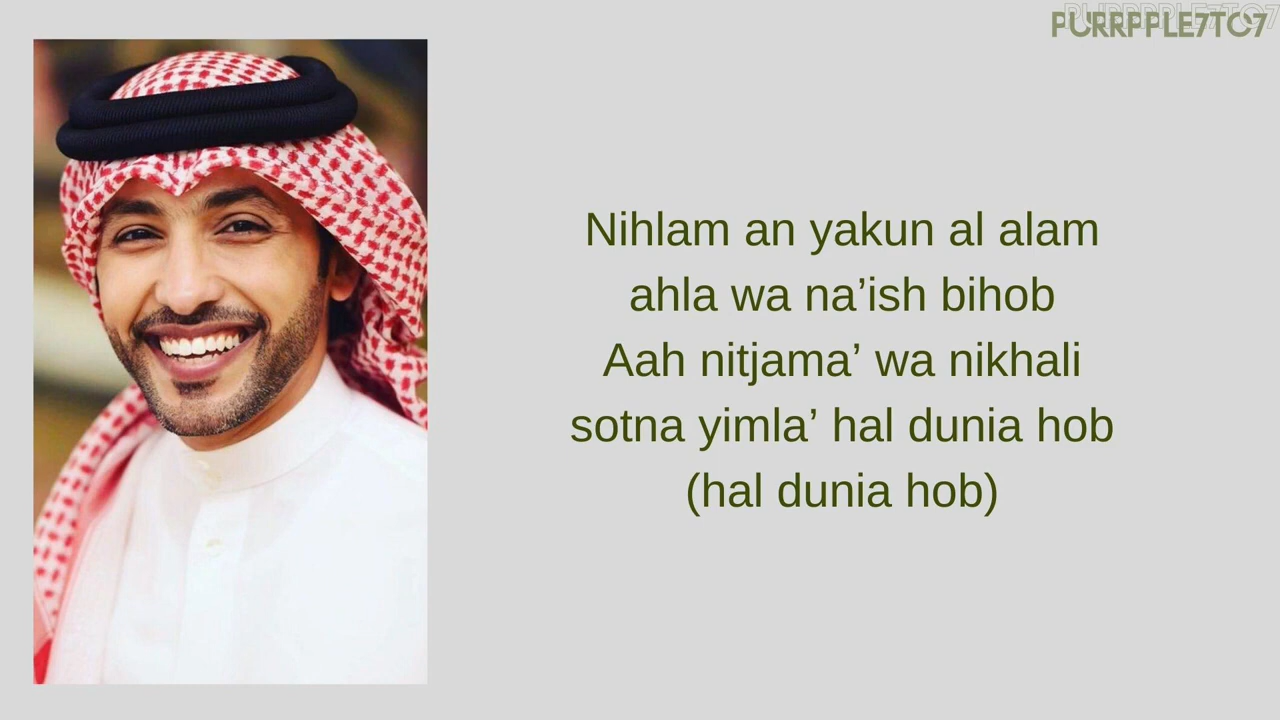 PURRPPLE7TO7
Nihlam an yakun al alam
ahla wa na’ish bihob
Aah nitjama’ wa nikhali
sotna yimla’ hal dunia hob
(hal dunia hob)